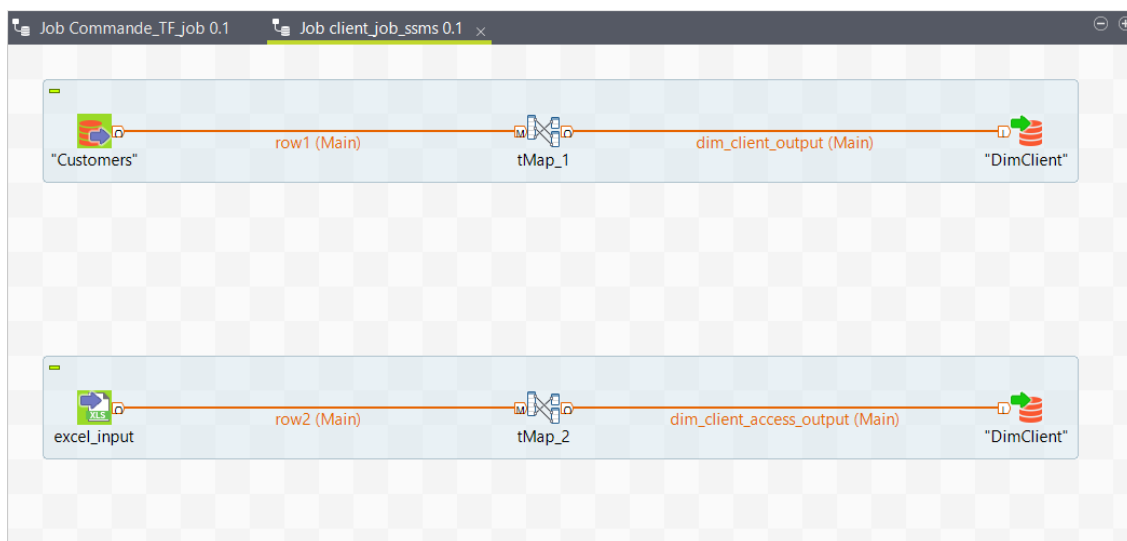 Job Commande_TF_job 0.1
Job client_job_ssms 0.1
row1 (Main)
dim_client_output (Main)
"Customers"
tMap_1
"DimClient"
XLS
row2 (Main)
dim_client_access_output (Main)
excel_input
tMap_2
"DimClient"